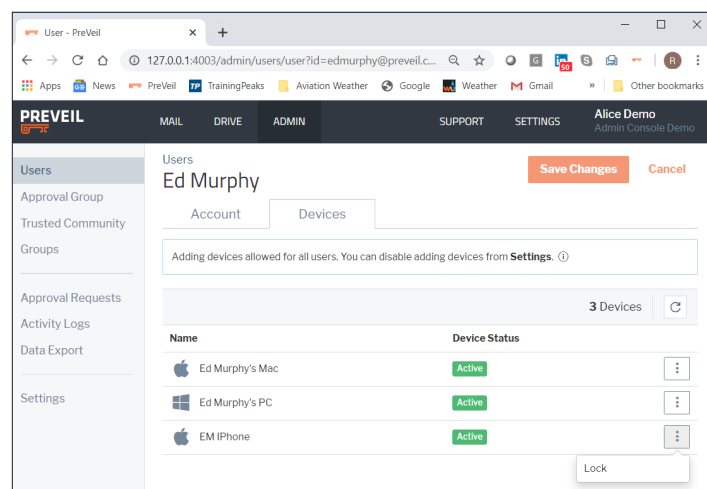 User - PreVeil
127.0.0.1:4003/admin/users/user?id=edmurphy@preveil.c...
Apps News PreVeil TrainingPeaks Aviation Weather Google Weather Gmail » Other bookmarks
PREVEIL MAIL DRIVE ADMIN SUPPORT SETTINGS Alice Demo
Admin Console Demo
Users
Approval Group
Trusted Community
Groups
Approval Requests
Activity Logs
Data Export
Settings
Users
Ed Murphy
Save Changes Cancel
Account Devices
Adding devices allowed for all users. You can disable adding devices from Settings.
3 Devices
Name Device Status
Ed Murphy's Mac Active
Ed Murphy's PC Active
EM IPhone Active
Lock